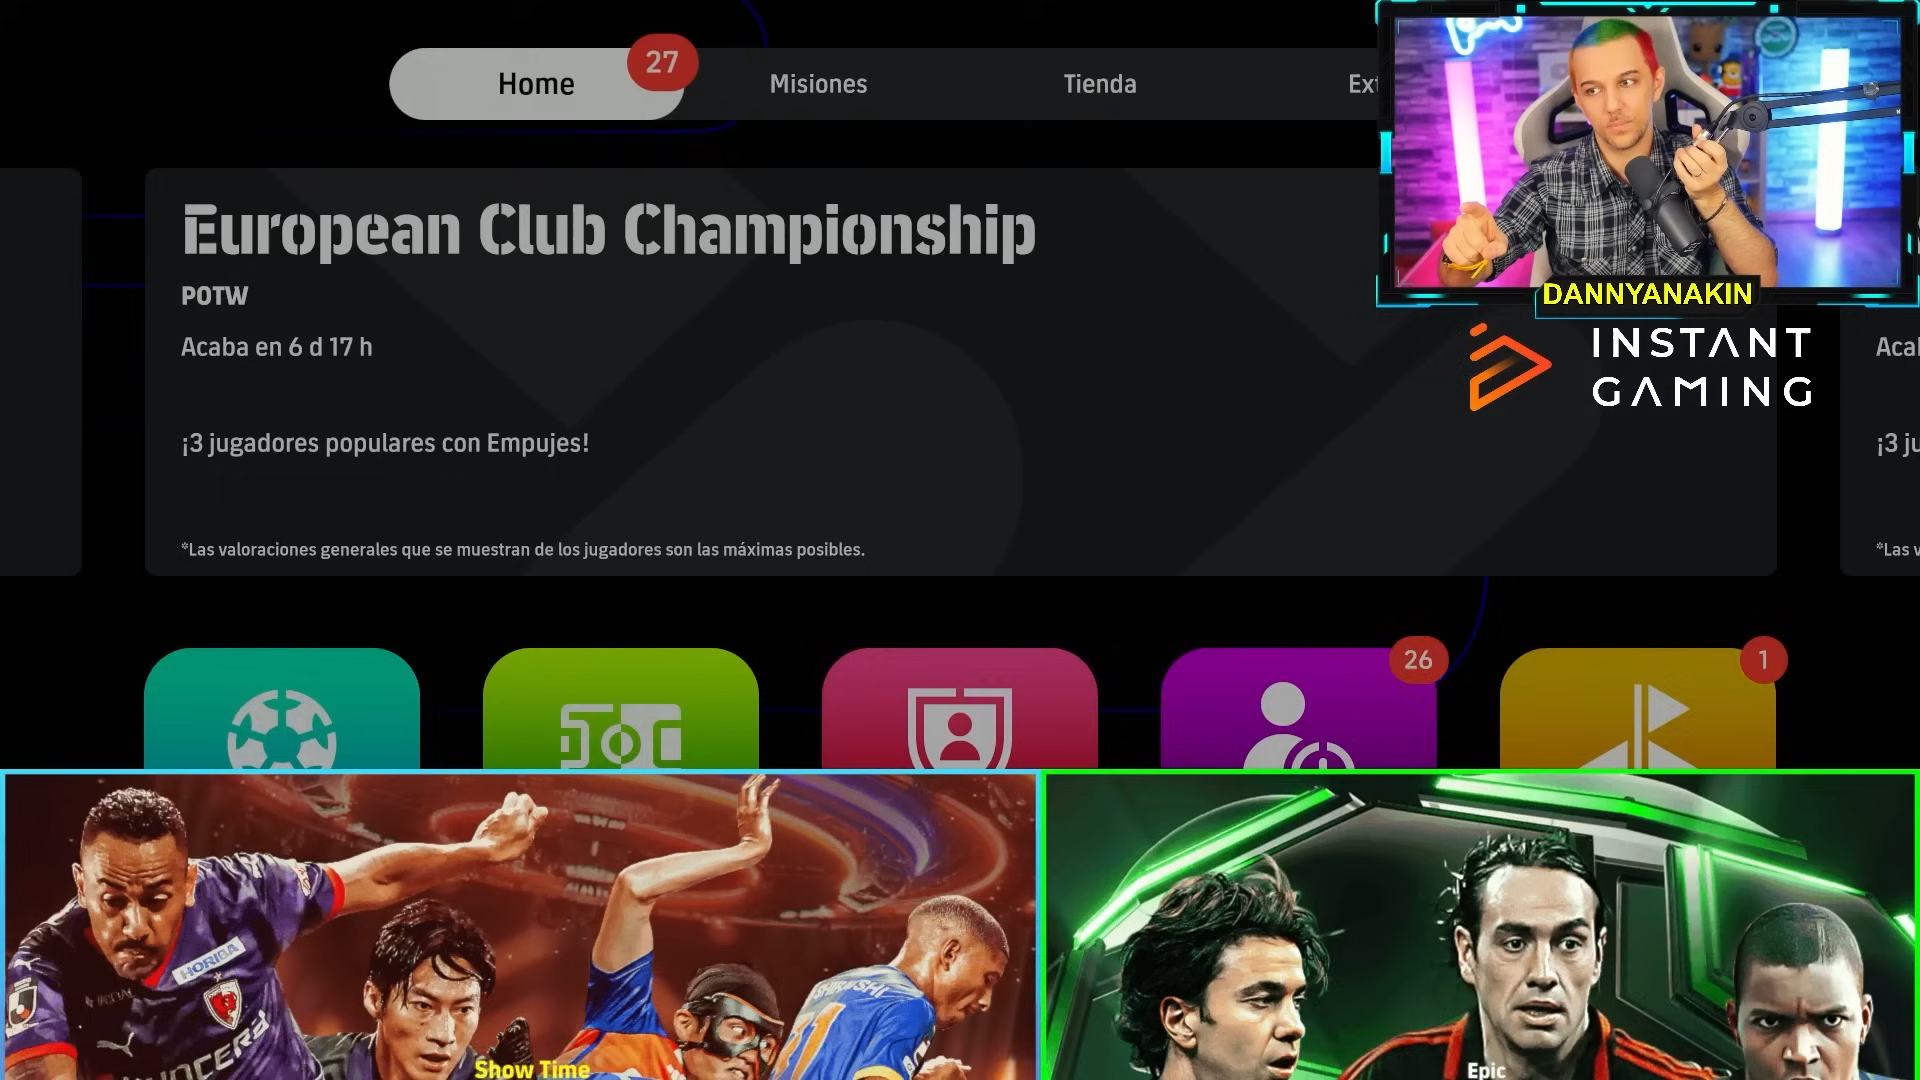 Home
27
Misiones
Tienda
Ext
European Club Championship
POTW
Acaba en 6 d 17 h
¡3 jugadores populares con Empujes!
*Las valoraciones generales que se muestran de los jugadores son las máximas posibles.
DANNYANAKIN
INSTANT
GAMING
Acab
¡3 ju
*Las v
26
1
HORIBA
Show Time
Epic